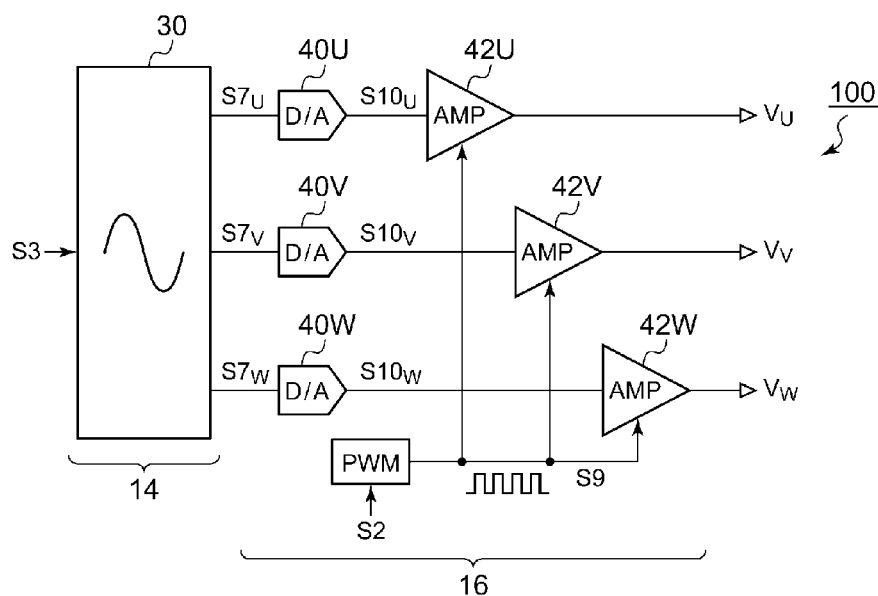 30
40U
42U
S7U
D/A
S10U
AMP
VU
100
40V
42V
S3
S7V
D/A
S10V
AMP
VV
40W
42W
S7W
D/A
S10W
AMP
VW
PWM
S9
14
S2
16